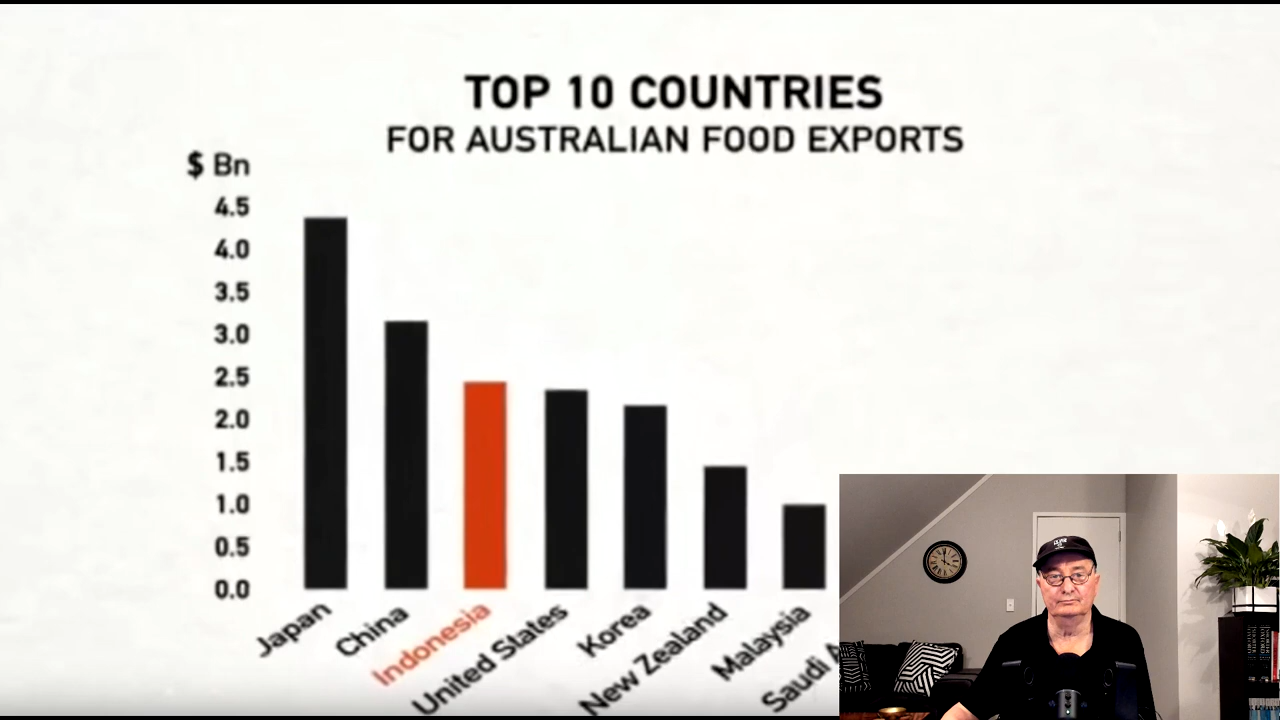 TOP 10 COUNTRIES
FOR AUSTRALIAN FOOD EXPORTS
$ Bn
4.5
4.0
3.5
3.0
2.5
2.0
1.5
1.0
0.5
0.0
Japan
China
Indonesia
United States
Korea
New Zealand
Malaysia
Saudi